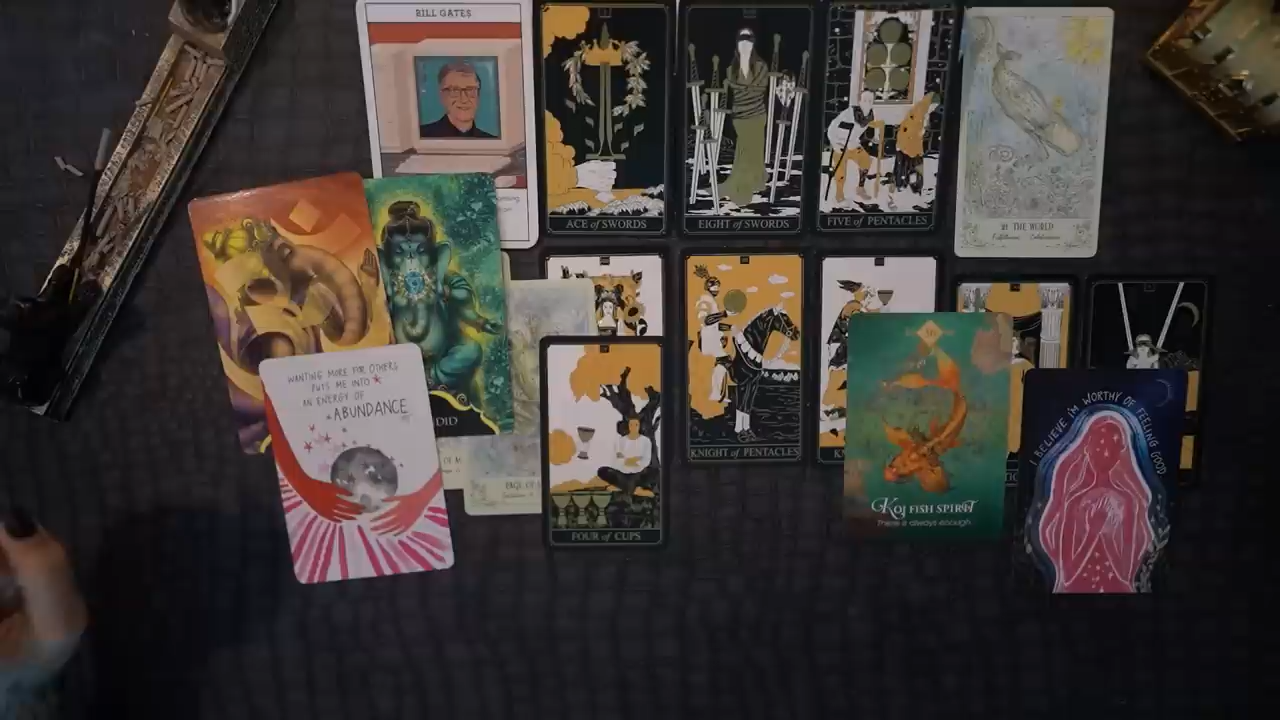 BILL GATES
ACE of SWORDS
EIGHT of SWORDS
FIVE of PENTACLES
21 THE WORLD
WANTING MORE FOR OTHERS
PUTS ME INTO
AN ENERGY OF
ABUNDANCE
DID
KNIGHT of PENTACLES
FOUR of CUPS
KOI FISH SPIRIT
There is always enough
I BELIEVE I'M WORTHY OF FEELING GOOD